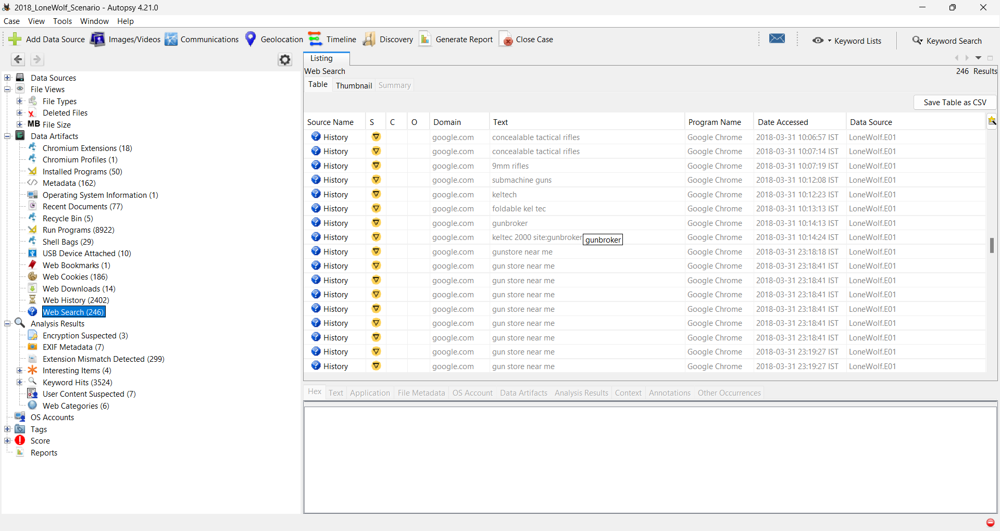 2018_LoneWolf_Scenario - Autopsy 4.21.0
Case View Tools Window Help
Add Data Source Images/Videos Communications Geolocation Timeline Discovery Generate Report Close Case Keyword Lists Keyword Search
Listing
Web Search 246 Results
Table Thumbnail Summary
Save Table as CSV
Data Sources
File Views
File Types
Deleted Files
MB File Size
Data Artifacts
Chromium Extensions (18)
Chromium Profiles (1)
Installed Programs (50)
Metadata (162)
Operating System Information (1)
Recent Documents (77)
Recycle Bin (5)
Run Programs (8922)
Shell Bags (29)
USB Device Attached (10)
Web Bookmarks (1)
Web Cookies (186)
Web Downloads (14)
Web History (2402)
Web Search (246)
Analysis Results
Encryption Suspected (3)
EXIF Metadata (7)
Extension Mismatch Detected (299)
Interesting Items (4)
Keyword Hits (3524)
User Content Suspected (7)
Web Categories (6)
OS Accounts
Tags
Score
Reports
Source Name S C O Domain Text Program Name Date Accessed Data Source
History google.com concealable tactical rifles Google Chrome 2018-03-31 10:06:57 IST LoneWolf.E01
History google.com concealable tactical rifles Google Chrome 2018-03-31 10:07:14 IST LoneWolf.E01
History google.com 9mm rifles Google Chrome 2018-03-31 10:07:19 IST LoneWolf.E01
History google.com submachine guns Google Chrome 2018-03-31 10:12:08 IST LoneWolf.E01
History google.com keltech Google Chrome 2018-03-31 10:12:23 IST LoneWolf.E01
History google.com foldable kel tec Google Chrome 2018-03-31 10:13:13 IST LoneWolf.E01
History google.com gunbroker Google Chrome 2018-03-31 10:14:13 IST LoneWolf.E01
History google.com keltec 2000 site:gunbroker gunbroker Google Chrome 2018-03-31 10:14:24 IST LoneWolf.E01
History google.com gunstore near me Google Chrome 2018-03-31 23:18:18 IST LoneWolf.E01
History google.com gun store near me Google Chrome 2018-03-31 23:18:41 IST LoneWolf.E01
History google.com gun store near me Google Chrome 2018-03-31 23:18:41 IST LoneWolf.E01
History google.com gun store near me Google Chrome 2018-03-31 23:18:41 IST LoneWolf.E01
History google.com gun store near me Google Chrome 2018-03-31 23:18:41 IST LoneWolf.E01
History google.com gun store near me Google Chrome 2018-03-31 23:18:41 IST LoneWolf.E01
History google.com gun store near me Google Chrome 2018-03-31 23:18:41 IST LoneWolf.E01
History google.com gun store near me Google Chrome 2018-03-31 23:19:27 IST LoneWolf.E01
History google.com gun store near me Google Chrome 2018-03-31 23:19:27 IST LoneWolf.E01
Hex Text Application File Metadata OS Account Data Artifacts Analysis Results Context Annotations Other Occurrences